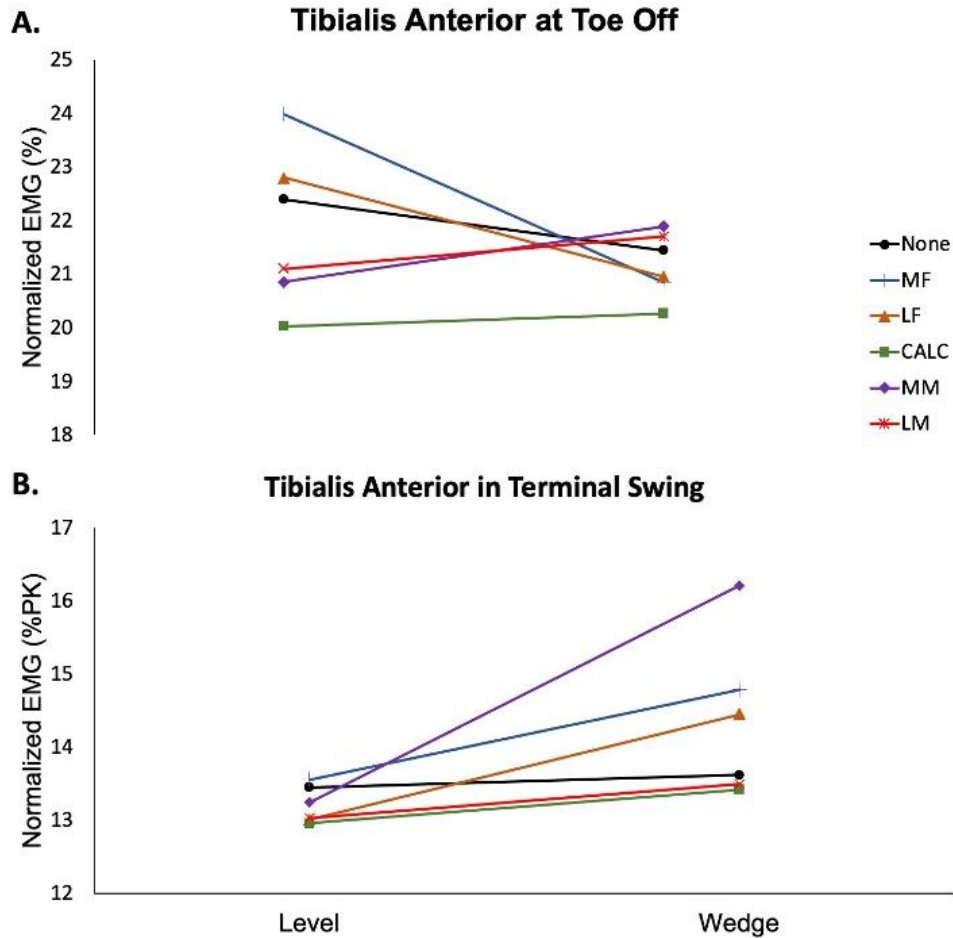 A.
Tibialis Anterior at Toe Off
25
24
23
22
21
20
19
18
Normalized EMG (%)
None
MF
LF
CALC
MM
LM
B.
Tibialis Anterior in Terminal Swing
17
16
15
14
13
12
Normalized EMG (%PK)
Level
Wedge